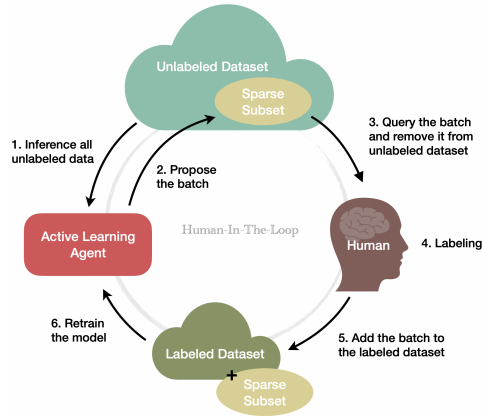 Unlabeled Dataset
Sparse
Subset
1. Inference all
unlabeled data
2. Propose
the batch
3. Query the batch
and remove it from
unlabeled dataset
Active Learning
Agent
Human-In-The-Loop
Human
4. Labeling
6. Retrain
the model
Labeled Dataset
+
Sparse
Subset
5. Add the batch to
the labeled dataset